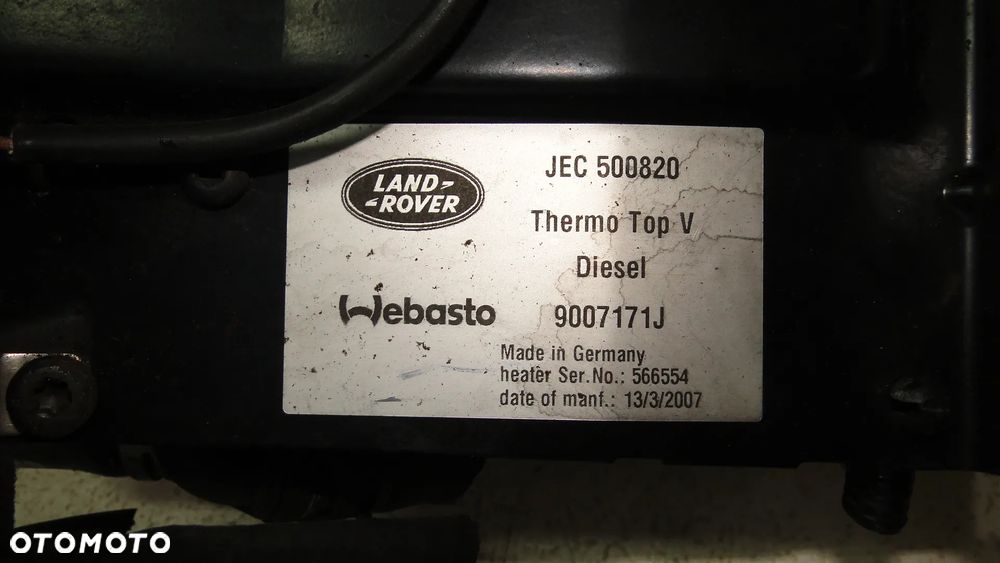 LAND-
-ROVER
JEC 500820
Thermo Top V
Diesel
Webasto
9007171J
Made in Germany
heater Ser.No.: 566554
date of manf.: 13/3/2007
OTOMOTO